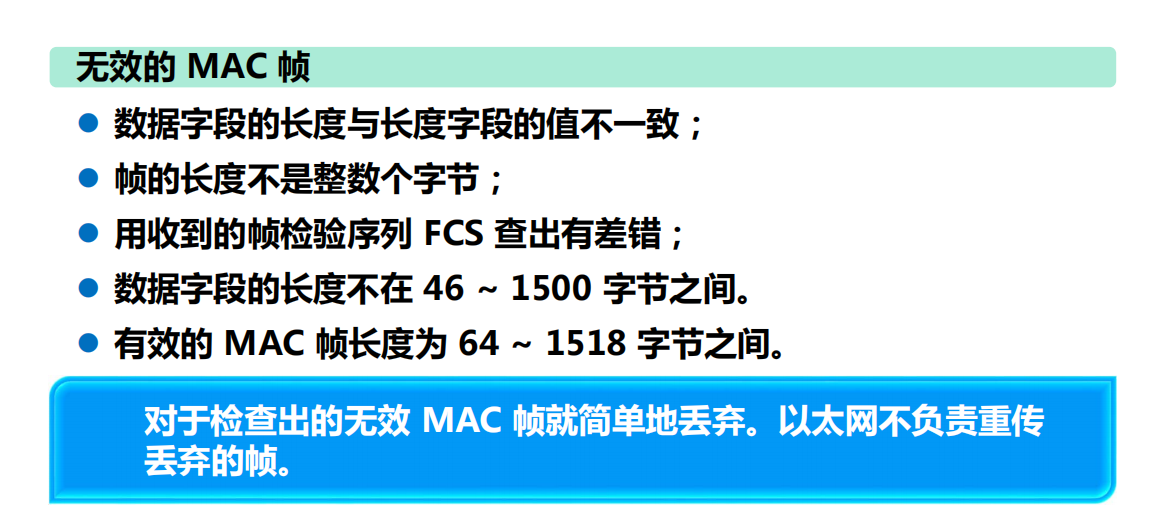 无效的 MAC 帧
数据字段的长度与长度字段的值不一致；
帧的长度不是整数个字节；
用收到的帧检验序列 FCS 查出有差错；
数据字段的长度不在 46 ~ 1500 字节之间。
有效的 MAC 帧长度为 64 ~ 1518 字节之间。
对于检查出的无效 MAC 帧就简单地丢弃。以太网不负责重传
丢弃的帧。